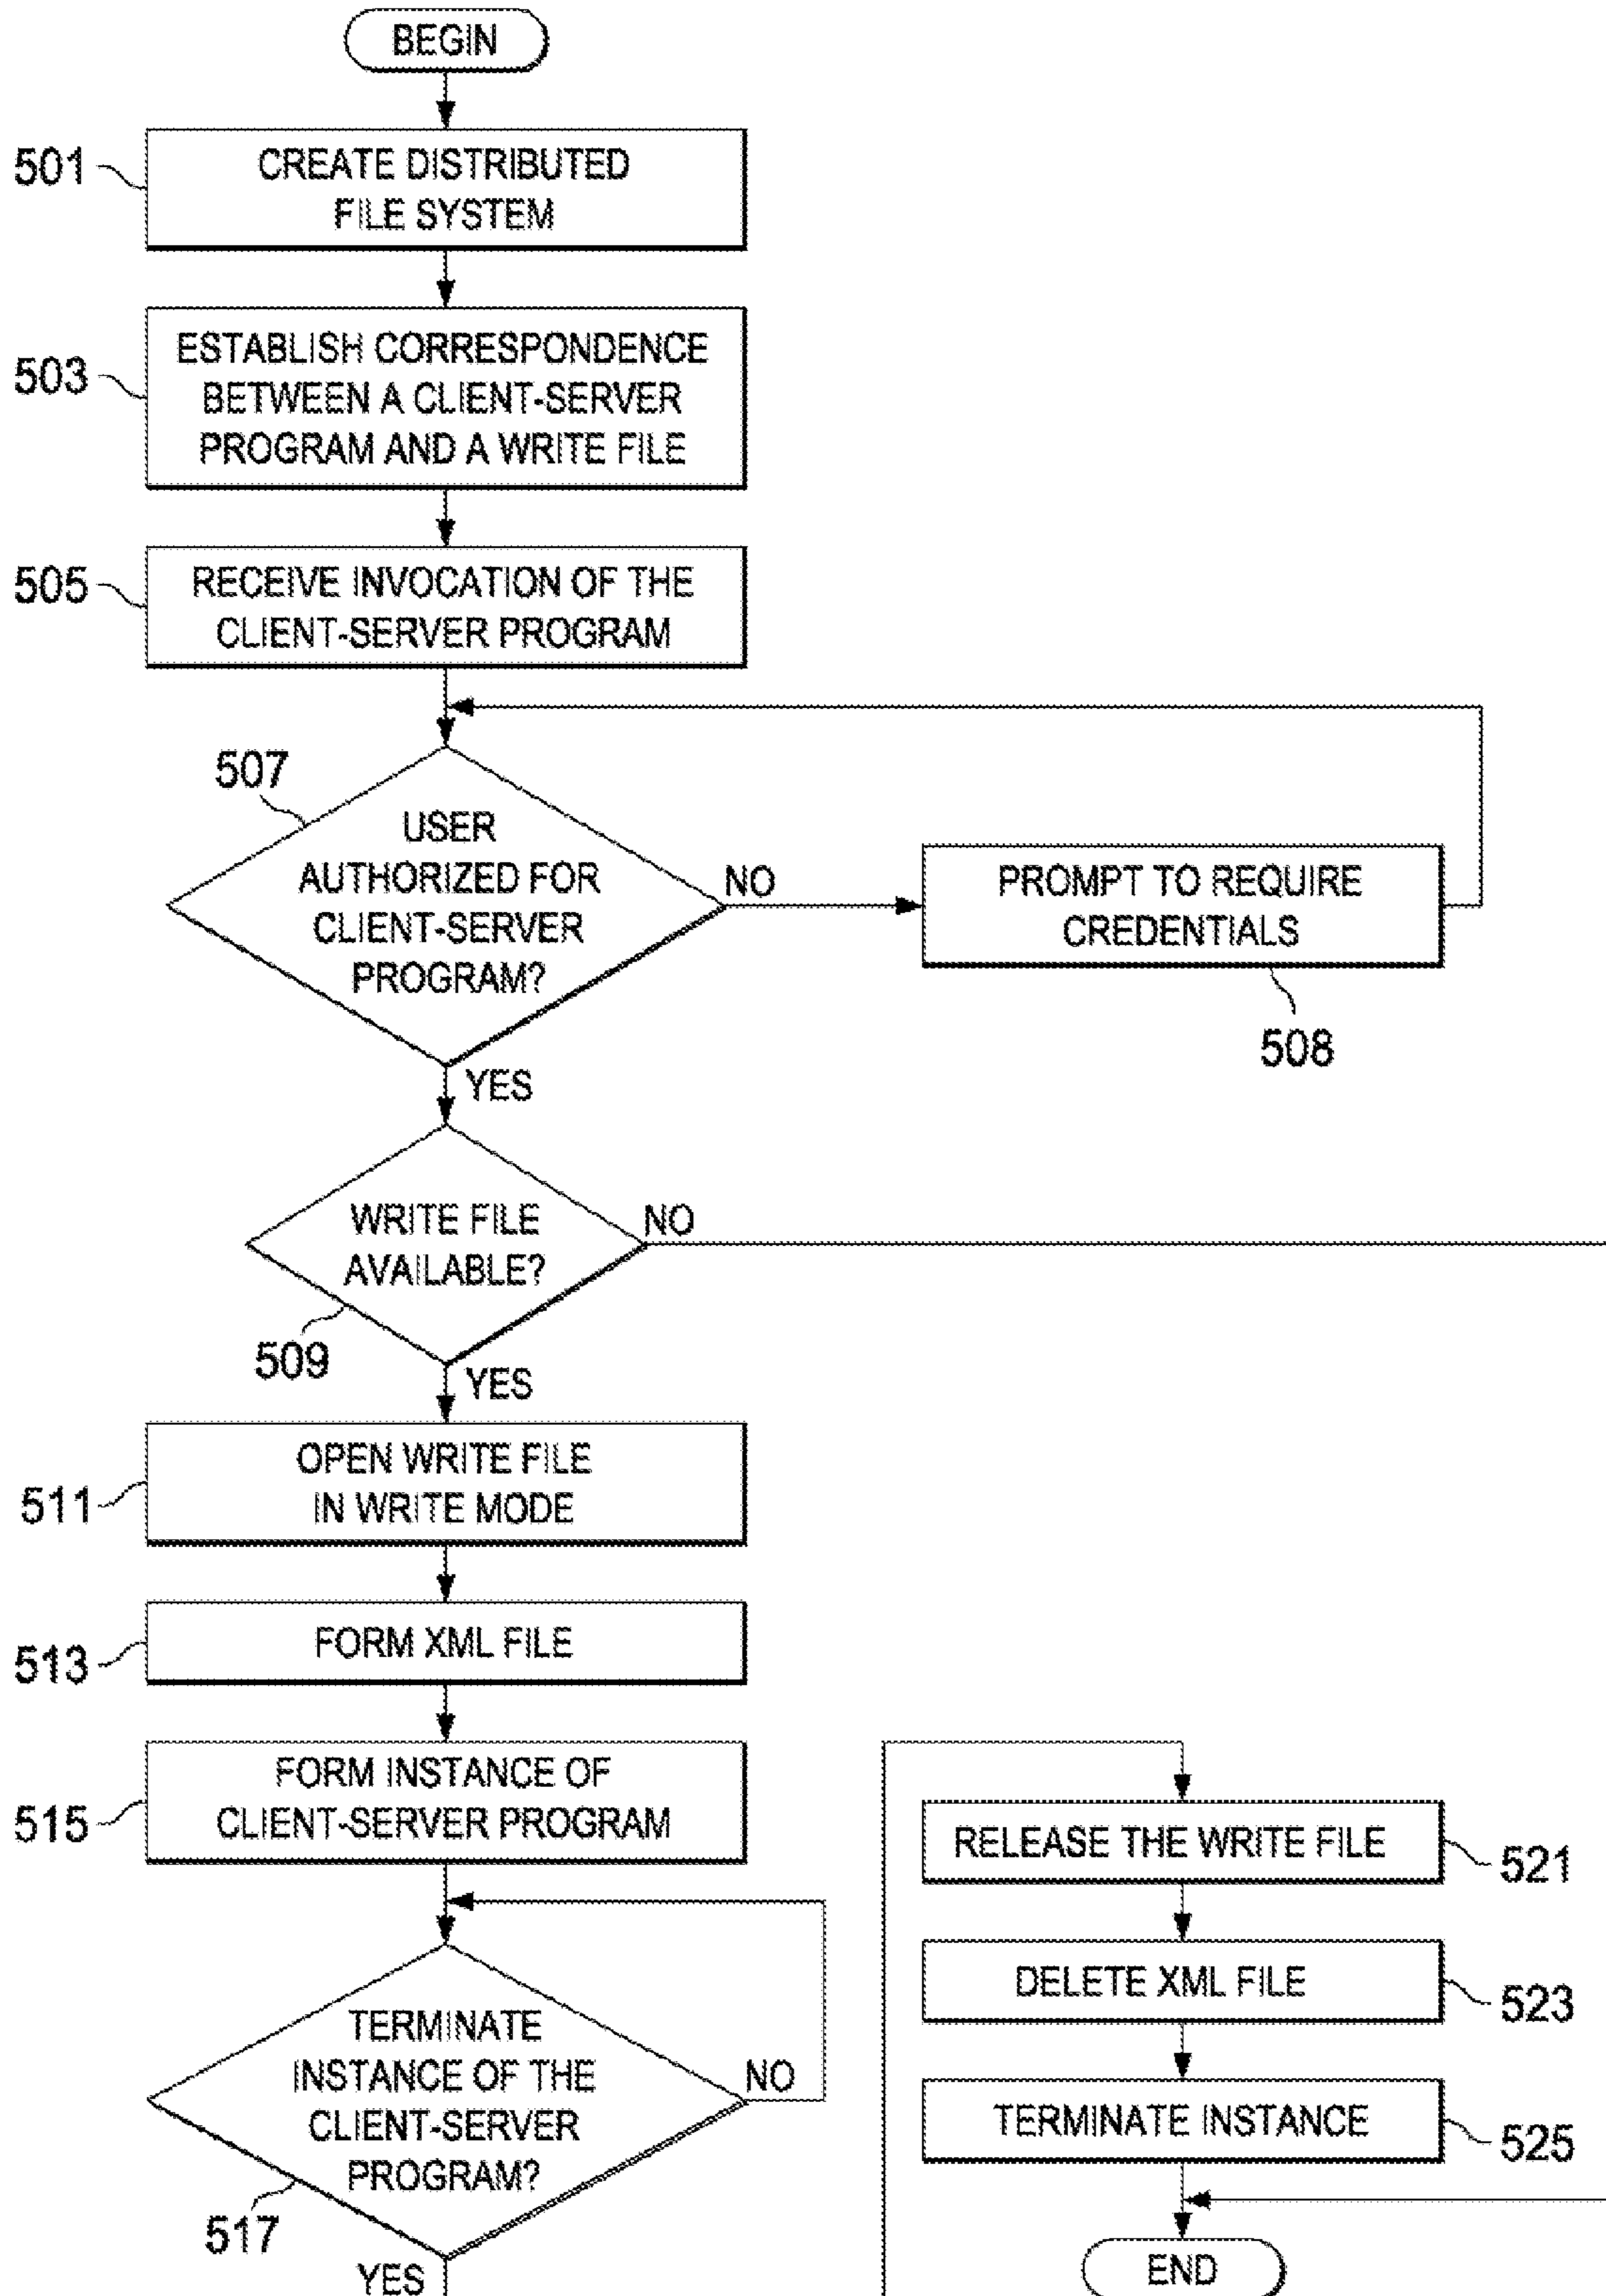 BEGIN
501
CREATE DISTRIBUTED
FILE SYSTEM
503
ESTABLISH CORRESPONDENCE
BETWEEN A CLIENT-SERVER
PROGRAM AND A WRITE FILE
505
RECEIVE INVOCATION OF THE
CLIENT-SERVER PROGRAM
507
USER
AUTHORIZED FOR
CLIENT-SERVER
PROGRAM?
NO
PROMPT TO REQUIRE
CREDENTIALS
508
YES
WRITE FILE
AVAILABLE?
NO
509
YES
511
OPEN WRITE FILE
IN WRITE MODE
513
FORM XML FILE
515
FORM INSTANCE OF
CLIENT-SERVER PROGRAM
TERMINATE
INSTANCE OF THE
CLIENT-SERVER
PROGRAM?
NO
517
YES
RELEASE THE WRITE FILE
521
DELETE XML FILE
523
TERMINATE INSTANCE
525
END